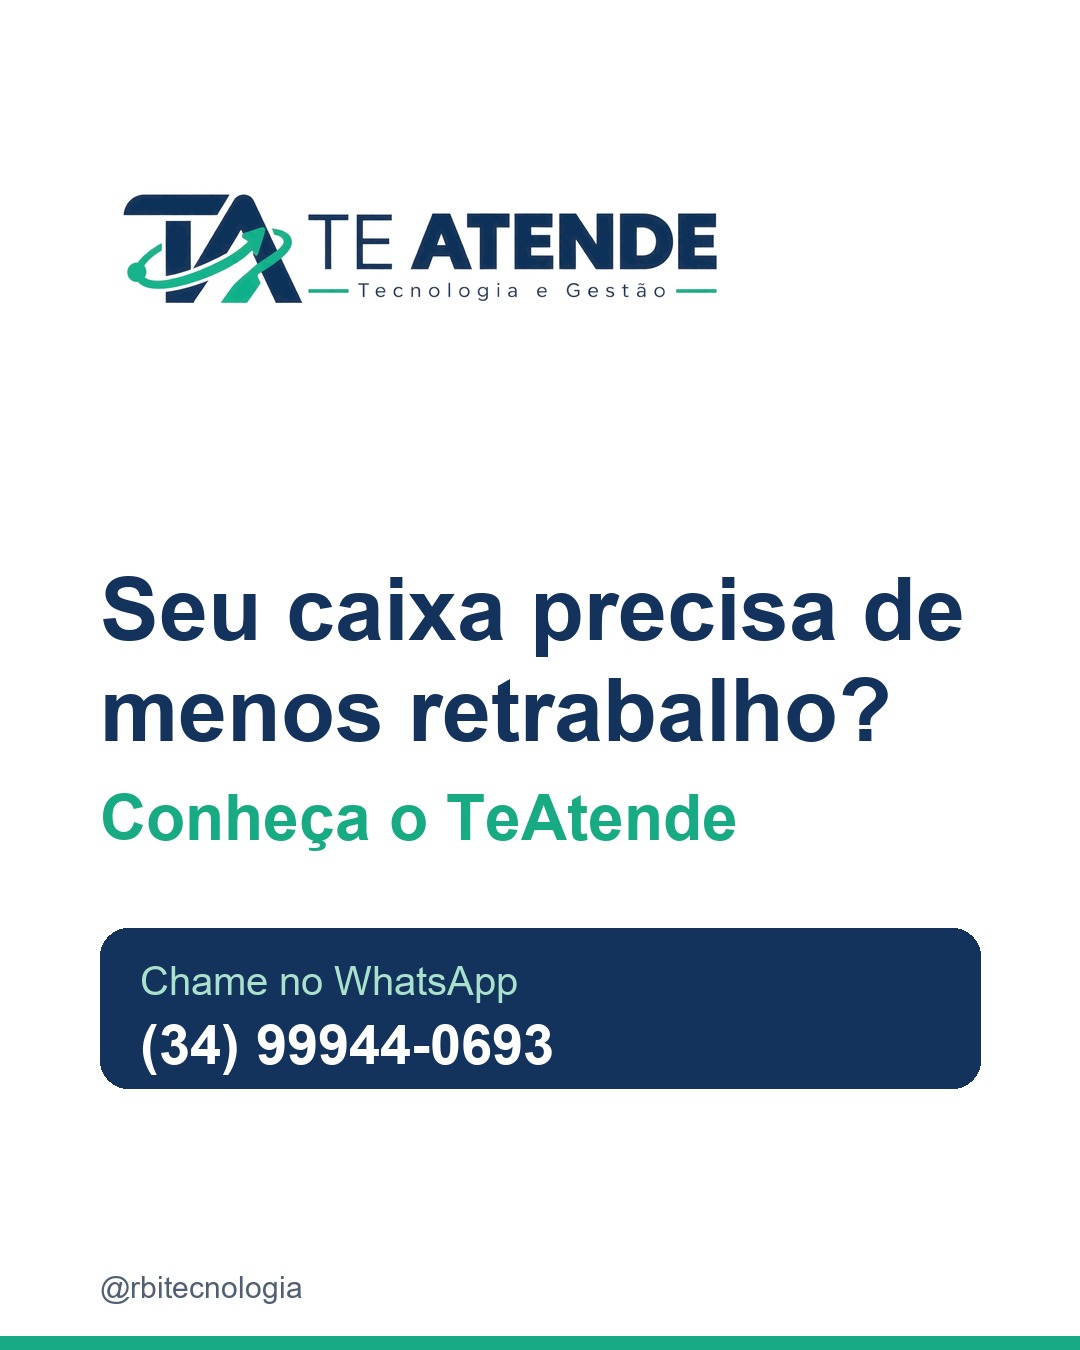 TA TE ATENDE
Tecnologia e Gestão
Seu caixa precisa de
menos retrabalho?
Conheça o TeAtende
Chame no WhatsApp
(34) 99944-0693
@rbitecnologia